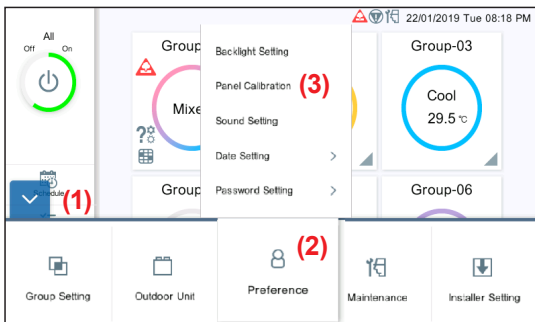 22/01/2019 Tue 08:18 PM
All
Off On
Group
Backlight Setting
Group-03
Panel Calibration (3)
Mixe
Sound Setting
Cool
29.5 °C
Date Setting >
Schedule
(1)
Group
Password Setting >
Group-06
(2)
Group Setting
Outdoor Unit
Preference
Maintenance
Installer Setting